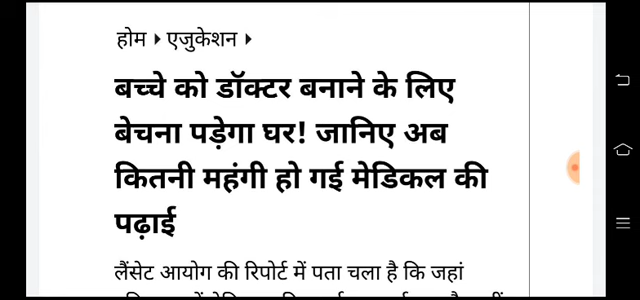 होम ▸ एजुकेशन ▸
बच्चे को डॉक्टर बनाने के लिए
बेचना पड़ेगा घर! जानिए अब
कितनी महंगी हो गई मेडिकल की
पढ़ाई
लैंसेट आयोग की रिपोर्ट में पता चला है कि जहां